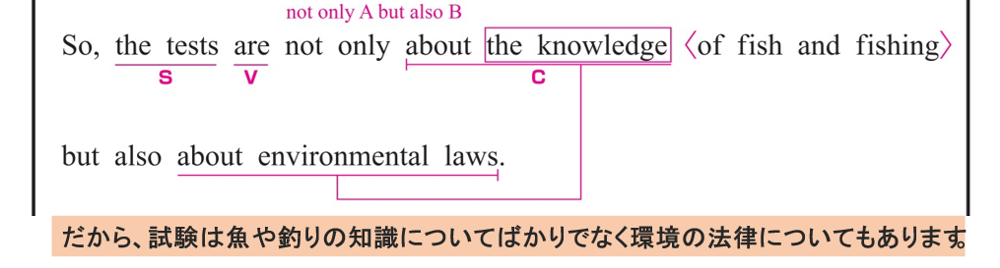 not only A but also B
So, the tests are not only about the knowledge 〈of fish and fishing〉
S V C
but also about environmental laws.
だから、試験は魚や釣りの知識についてばかりでなく環境の法律についてもあります。